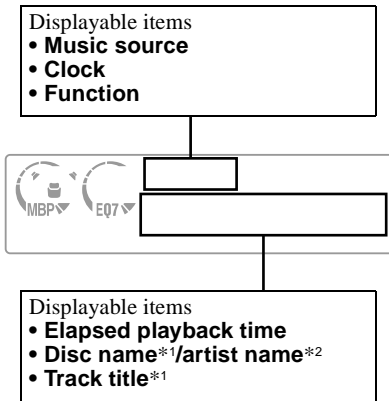 Displayable items
• Music source
• Clock
• Function
MBP▼ EQ7▼
Displayable items
• Elapsed playback time
• Disc name*1/artist name*2
• Track title*1